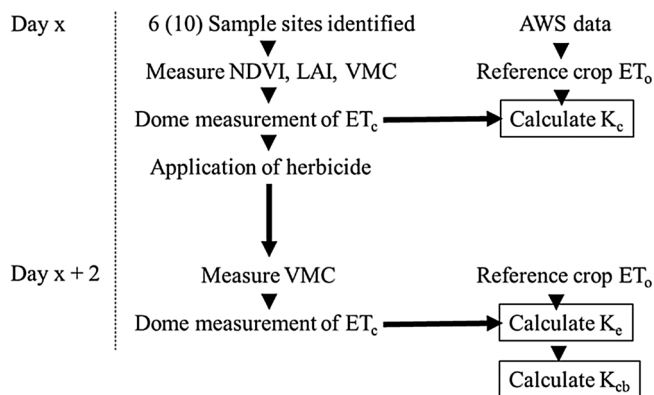 Day x
6 (10) Sample sites identified
AWS data
Measure NDVI, LAI, VMC
Reference crop ETo
Dome measurement of ETc
Calculate Kc
Application of herbicide
Day x + 2
Measure VMC
Reference crop ETo
Dome measurement of ETc
Calculate Ke
Calculate Kcb